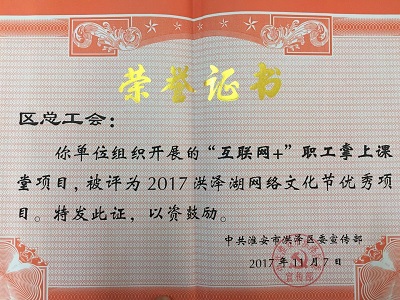 荣誉证书
区总工会：
你单位组织开展的“互联网+”职工掌上课
堂项目，被评为2017洪泽湖网络文化节优秀项
目。特发此证，以资鼓励。
中共淮安市洪泽区委宣传部
2017年11月7日
宣传部